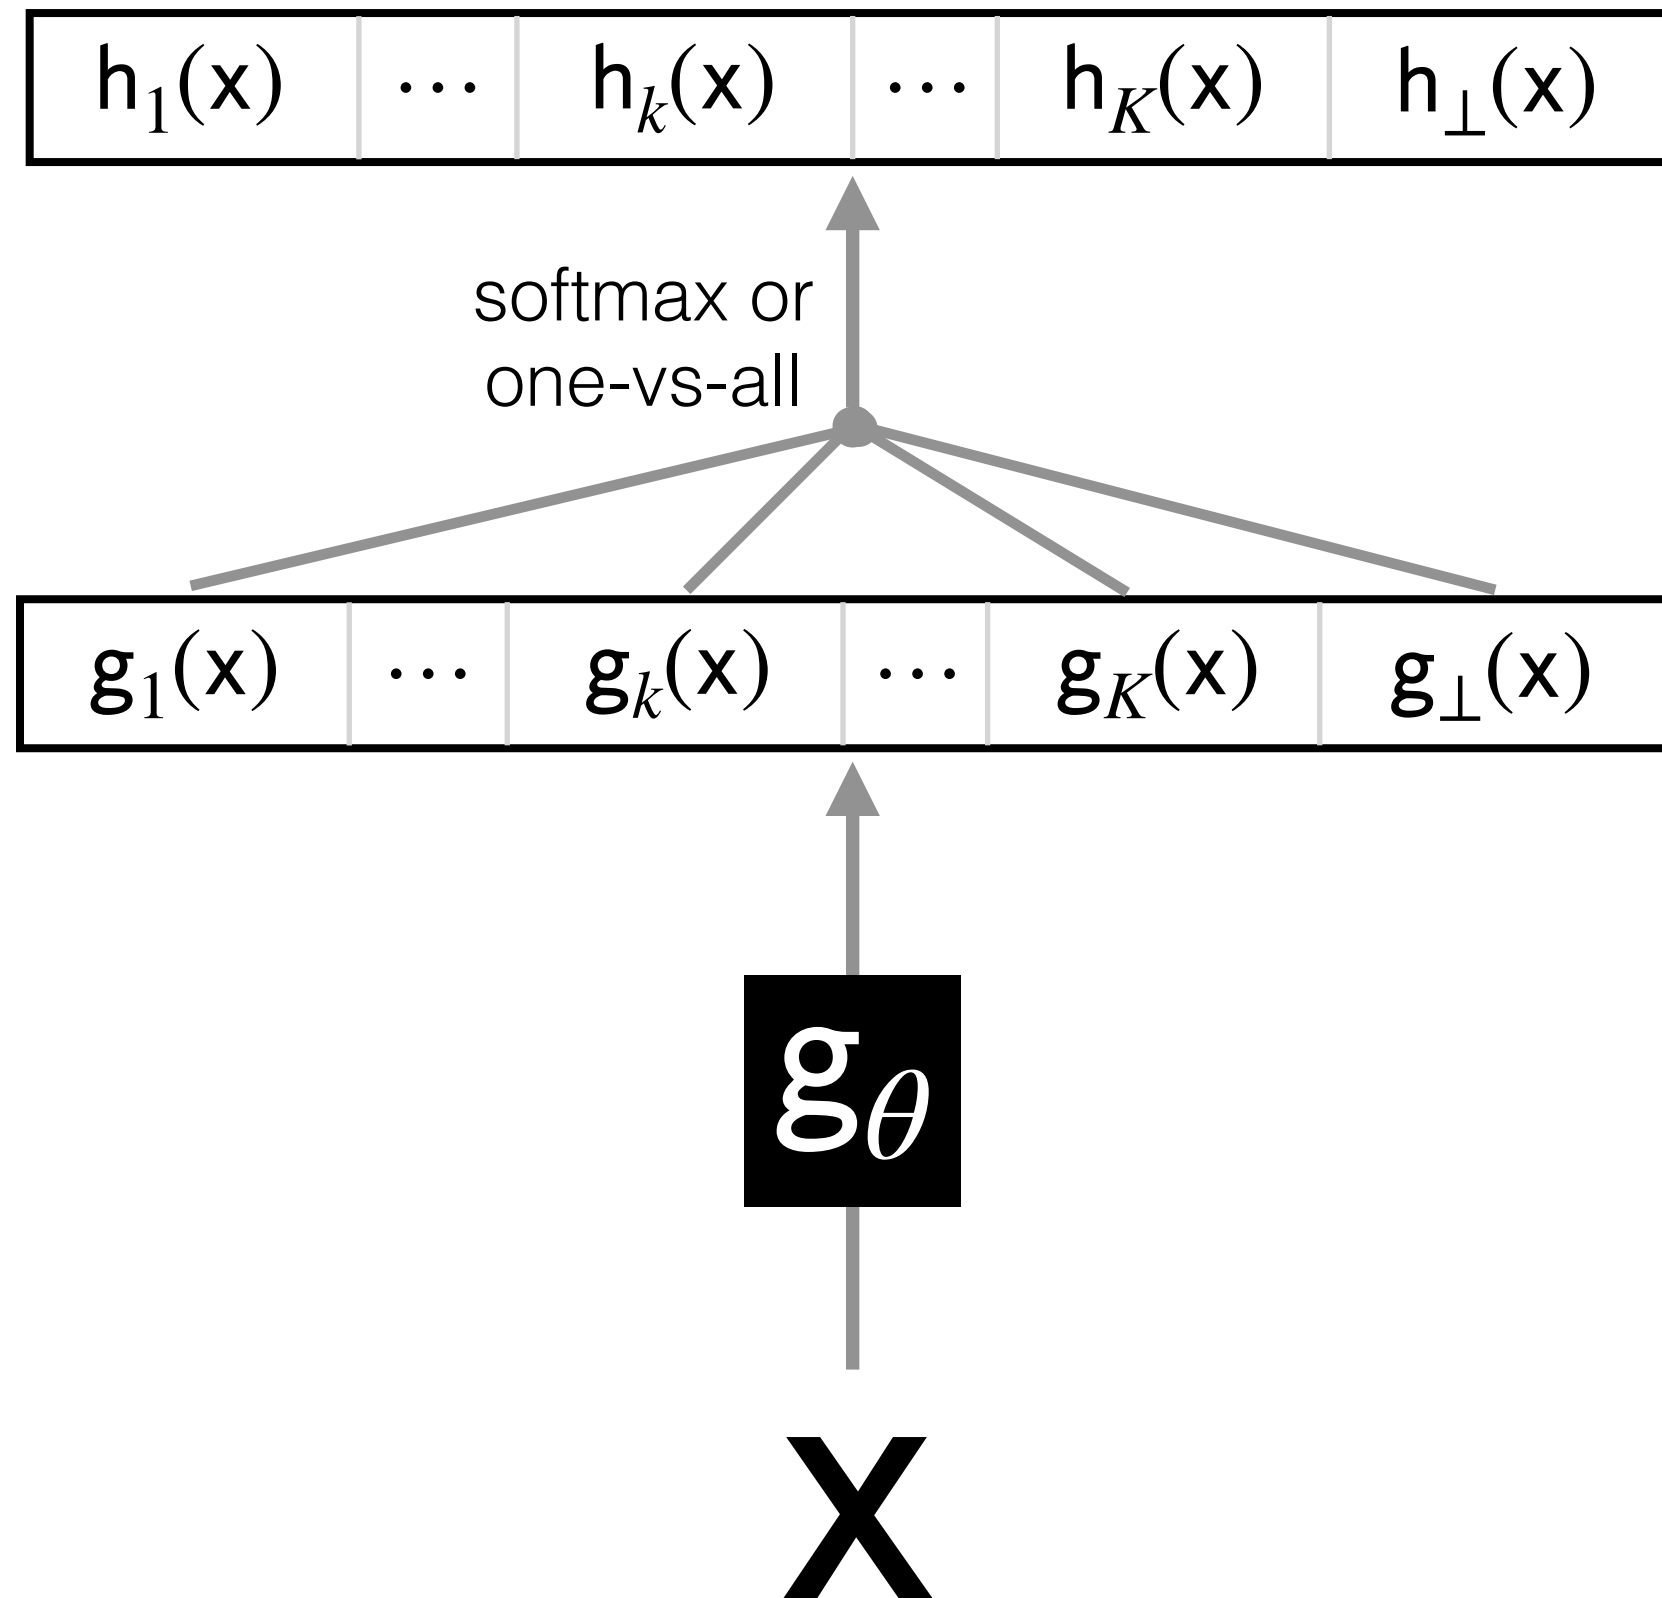 h₁(x) ··· hₖ(x) ··· h_K(x) h_⊥(x)
softmax or
one-vs-all
g₁(x) ··· gₖ(x) ··· g_K(x) g_⊥(x)
g_θ
x